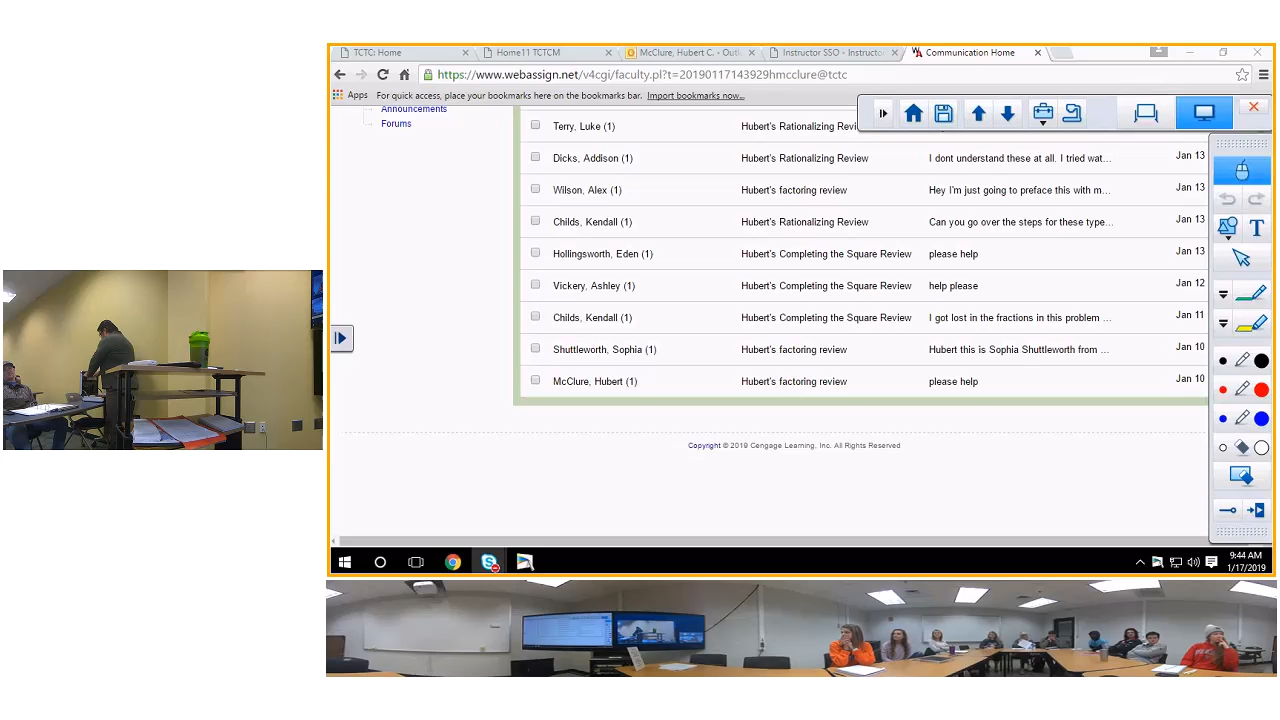 TCTC: Home
Home11 TCTCM
McClure, Hubert C. - Outl
Instructor SSO - Instructo
WA Communication Home
https://www.webassign.net/v4cgi/faculty.pl?t=20190117143929hmcclure@tctc
Apps For quick access, place your bookmarks here on the bookmarks bar. Import bookmarks now...
Announcements
Forums
Terry, Luke (1) Hubert's Rationalizing Revi
Dicks, Addison (1) Hubert's Rationalizing Review I dont understand these at all. I tried wat... Jan 13
Wilson, Alex (1) Hubert's factoring review Hey I'm just going to preface this with m... Jan 13
Childs, Kendall (1) Hubert's Rationalizing Review Can you go over the steps for these type... Jan 13
Hollingsworth, Eden (1) Hubert's Completing the Square Review please help Jan 13
Vickery, Ashley (1) Hubert's Completing the Square Review help please Jan 12
Childs, Kendall (1) Hubert's Completing the Square Review I got lost in the fractions in this problem ... Jan 11
Shuttleworth, Sophia (1) Hubert's factoring review Hubert this is Sophia Shuttleworth from ... Jan 10
McClure, Hubert (1) Hubert's factoring review please help Jan 10
Copyright © 2019 Cengage Learning, Inc. All Rights Reserved
T
9:44 AM
1/17/2019